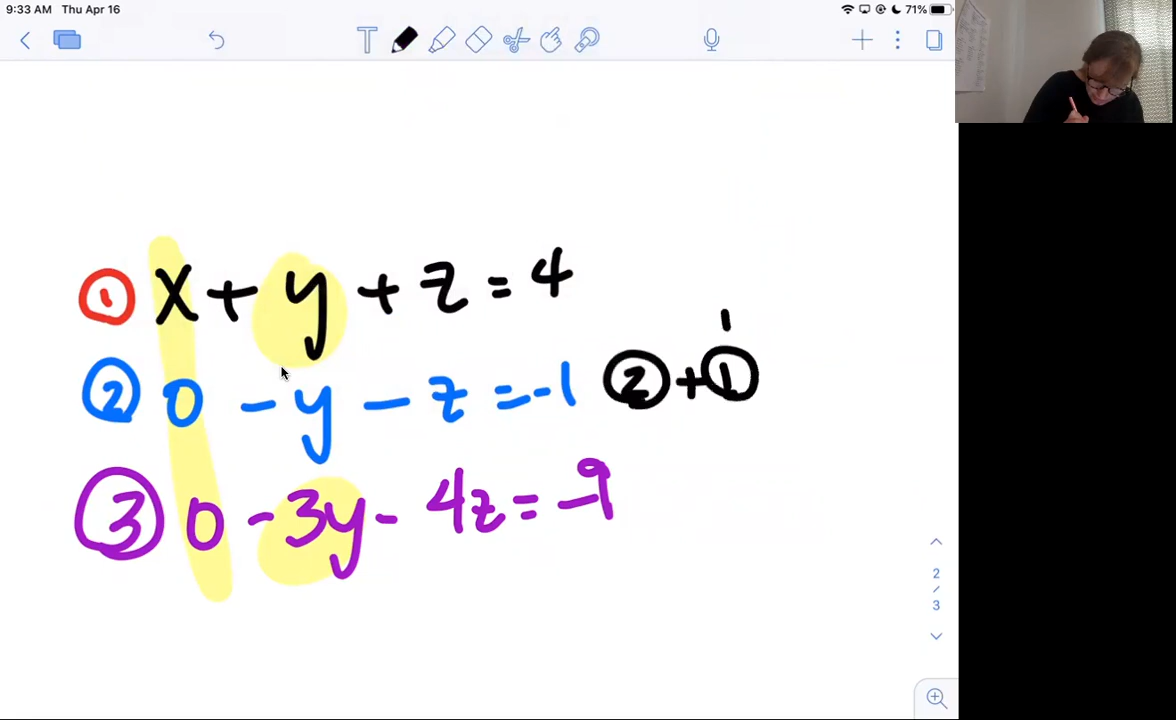 9:33 AM Thu Apr 16
71%
T
① x + y + z = 4
1
② 0 - y - z = -1 ② + ①
③ 0 - 3y - 4z = -9
2
/
3